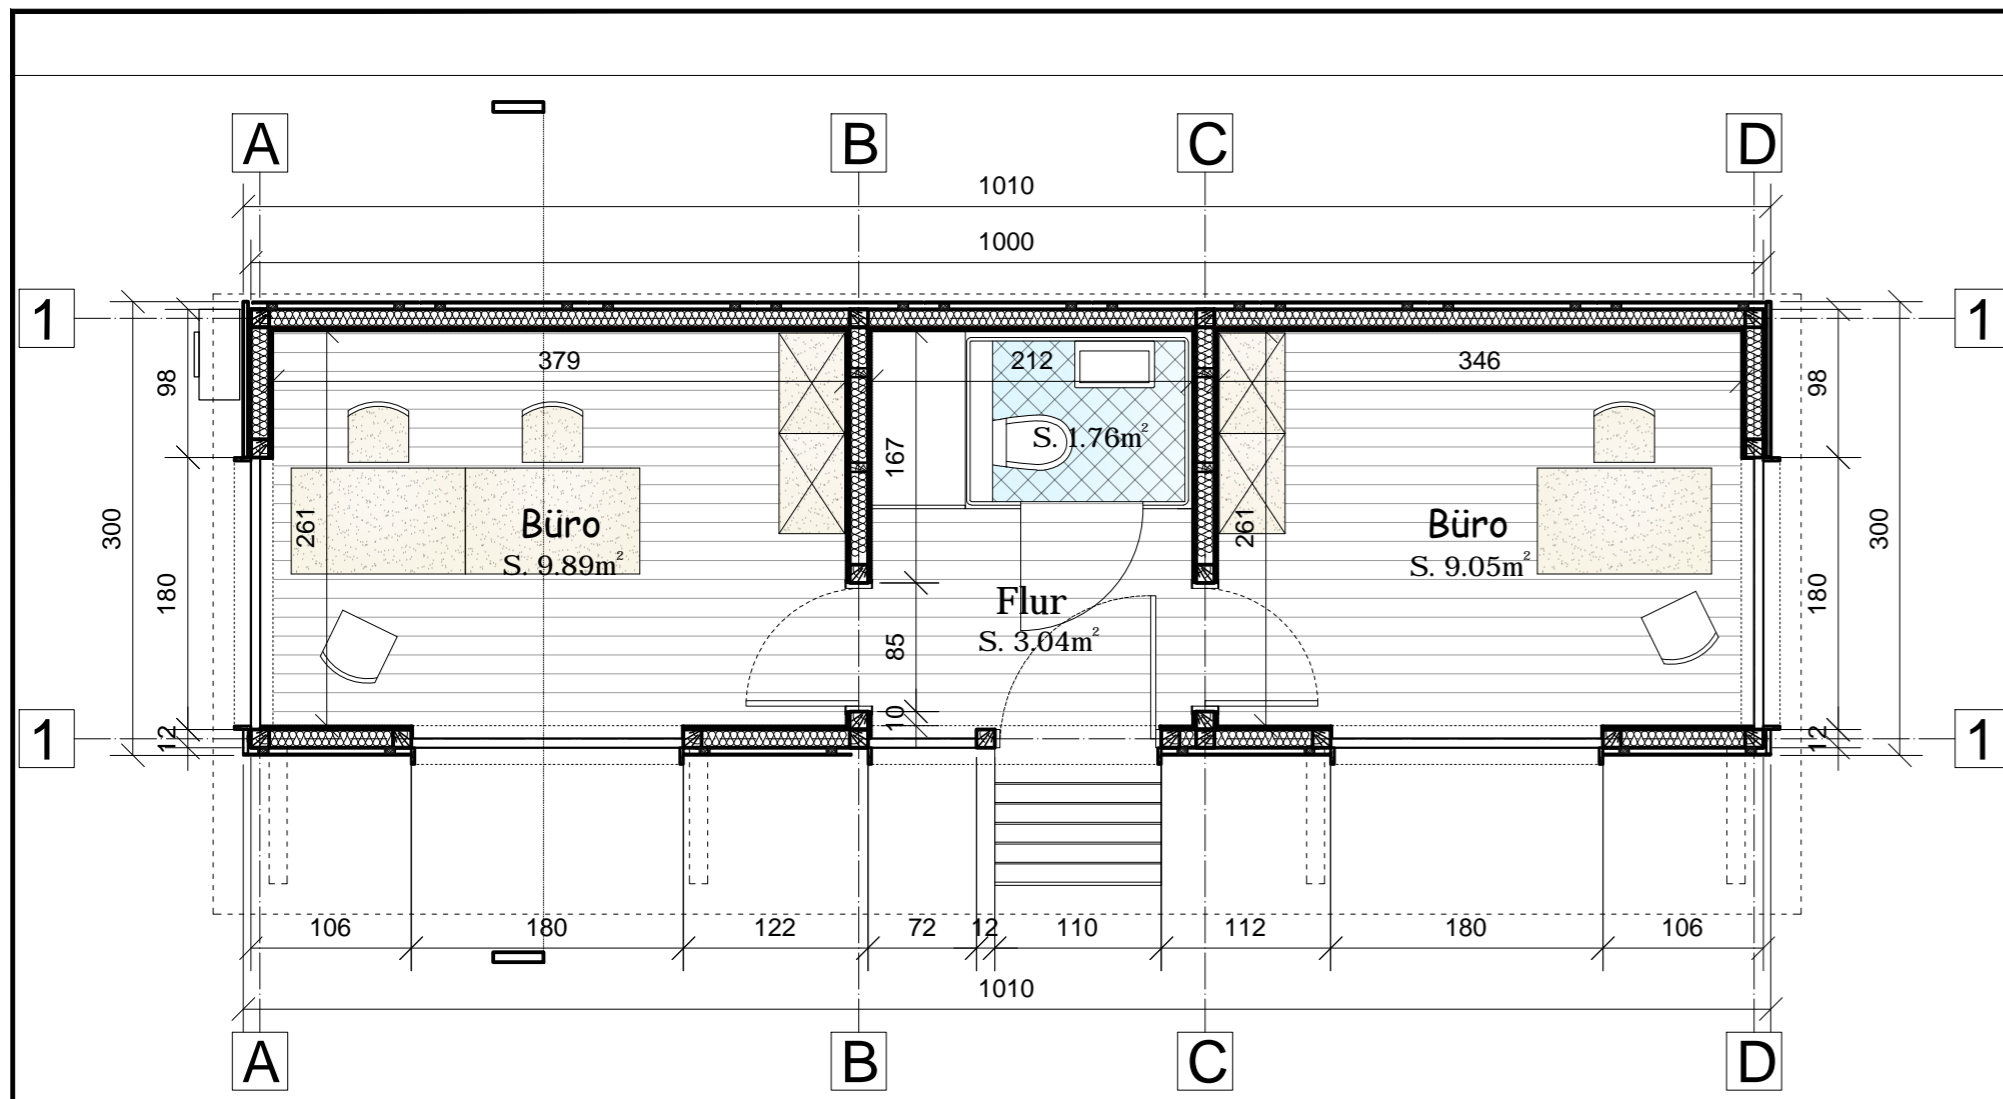 A B C D
1010
1000
1 1
379 212 346
98 98
S. 1.76m²
167
300 261 Büro 261 Büro 300
S. 9.89m² S. 9.05m²
180 Flur 180
S. 3.04m²
85
10
1 12 12 1
106 180 122 72 12 110 112 180 106
1010
A B C D